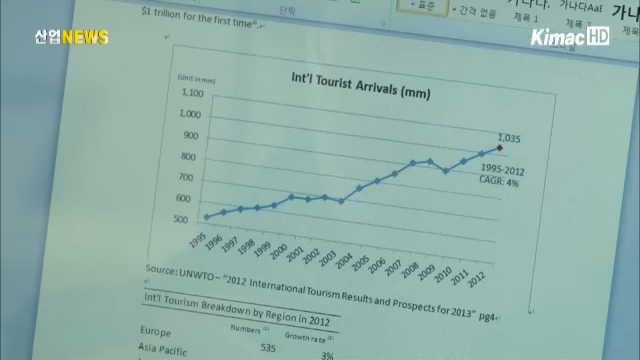 산업NEWS
Kimac HD
$1 trillion for the first time".
단락
표준
간격 없음
제목 1
가나다AaE
제목 2
Int'l Tourist Arrivals (mm)
(Unit in mm)
1,100
1,000
900
800
700
600
500
1,035
1995-2012
CAGR: 4%
1995
1996
1997
1998
1999
2000
2001
2002
2003
2004
2005
2006
2007
2008
2009
2010
2011
2012
Source: UNWTO – "2012 International Tourism Results and Prospects for 2013" pg4
Int'l Tourism Breakdown by Region in 2012
Numbers Growth rate
Europe 535 3%
Asia Pacific